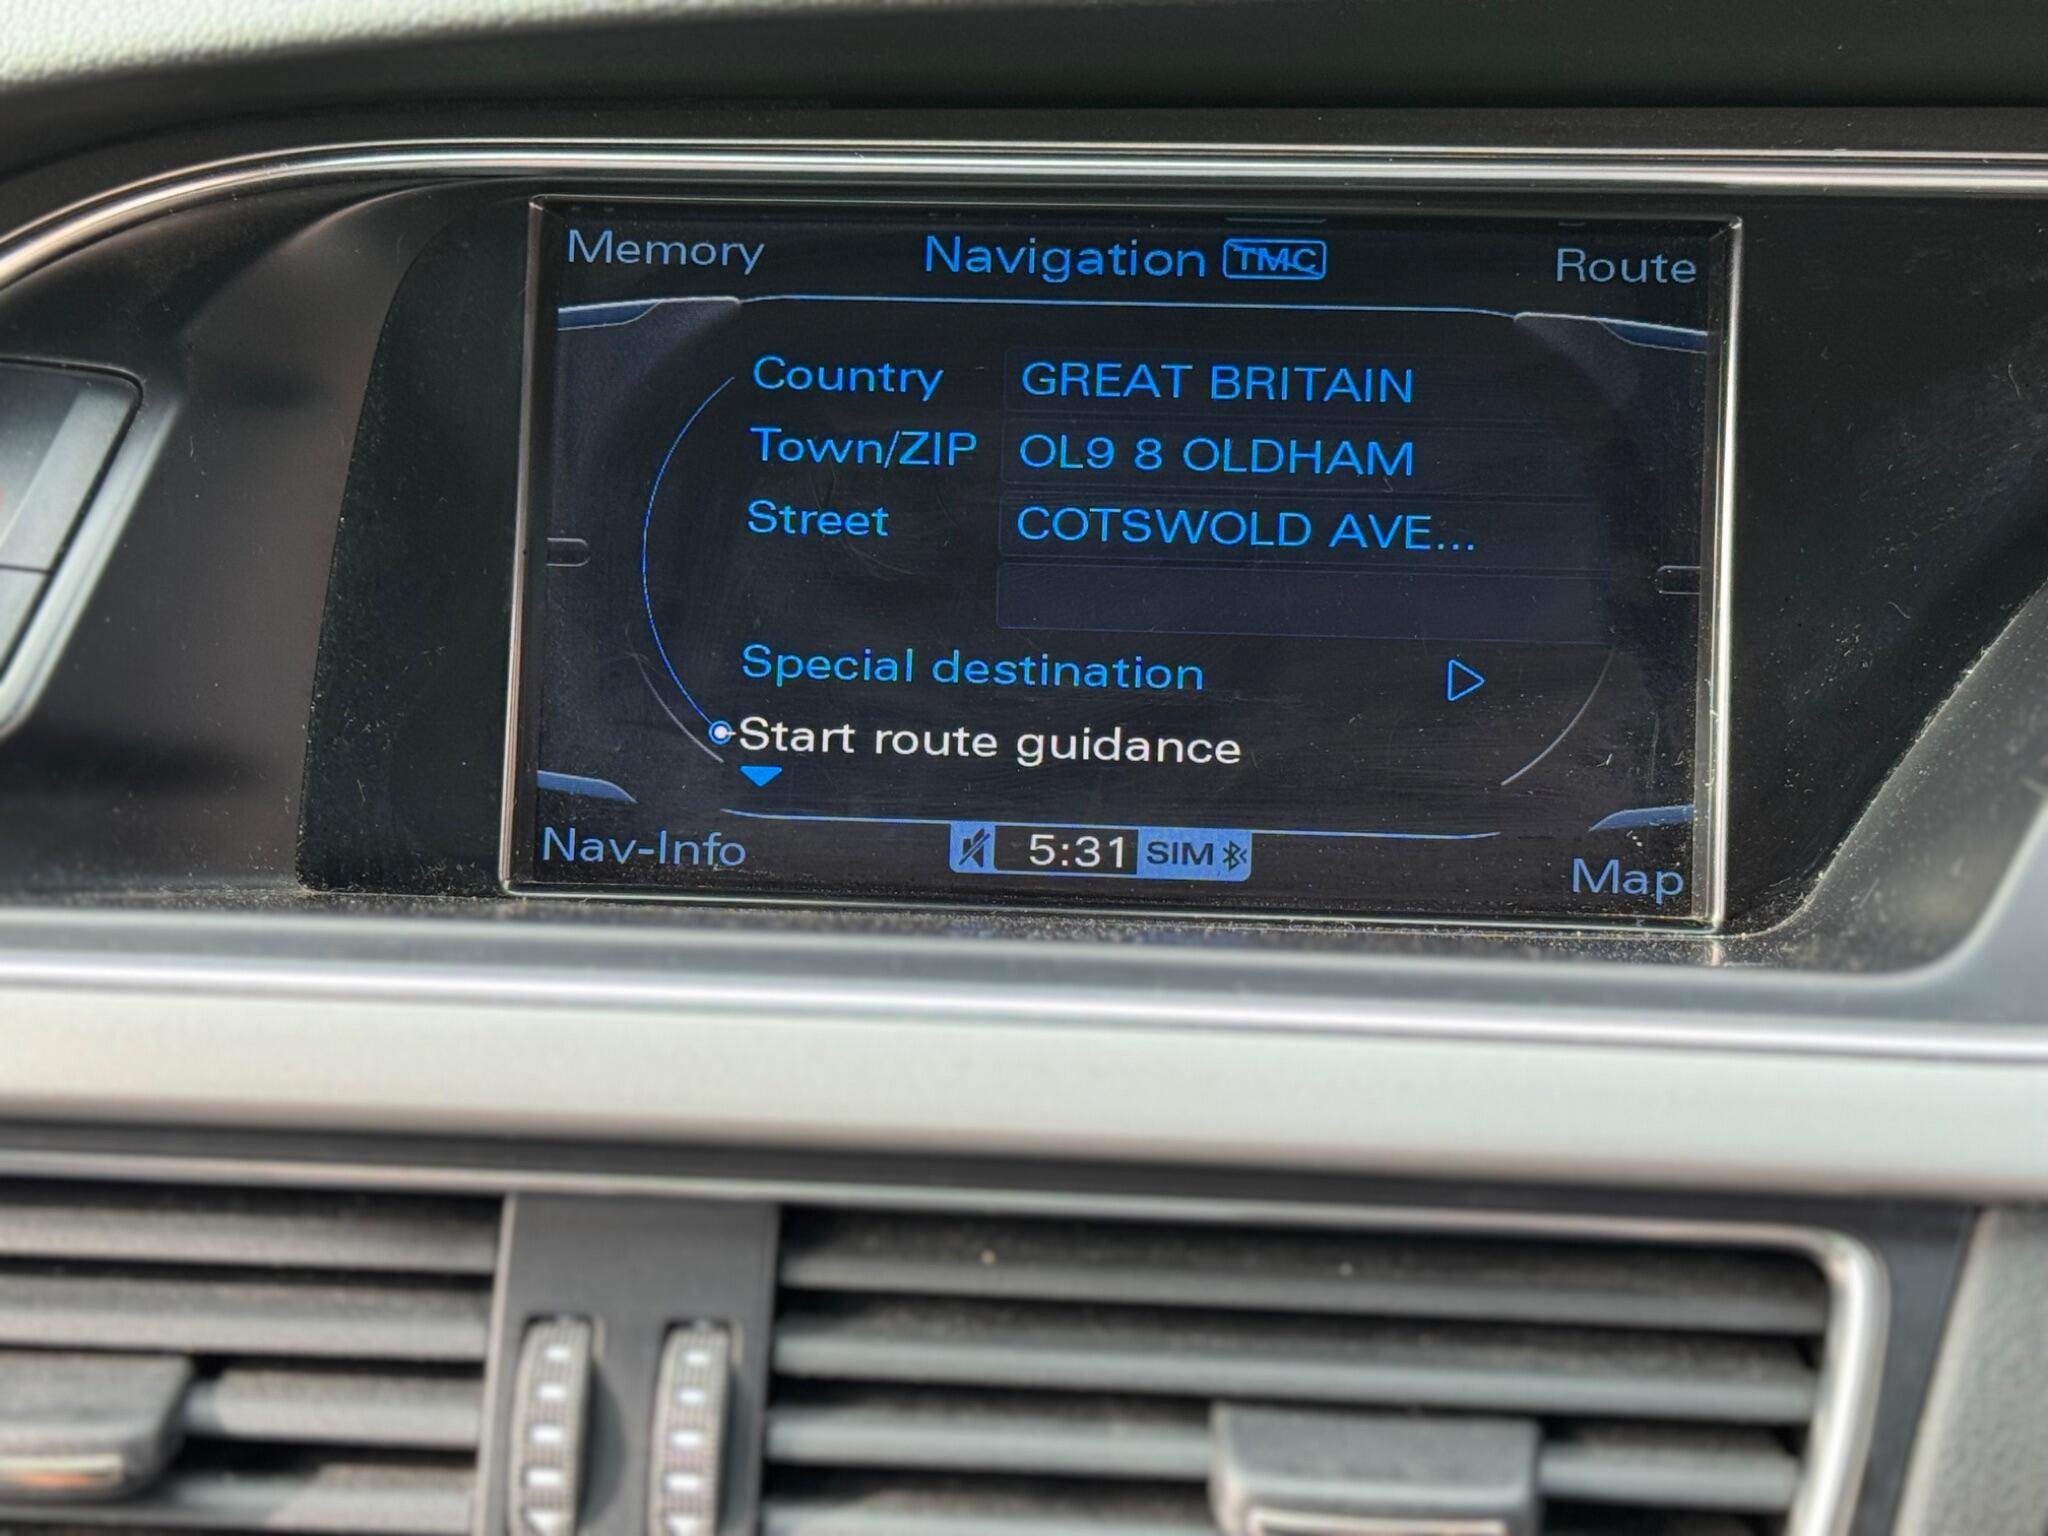 Memory
Navigation TMC
Route
Country GREAT BRITAIN
Town/ZIP OL9 8 OLDHAM
Street COTSWOLD AVE...
Special destination
Start route guidance
Nav-Info
5:31 SIM
Map